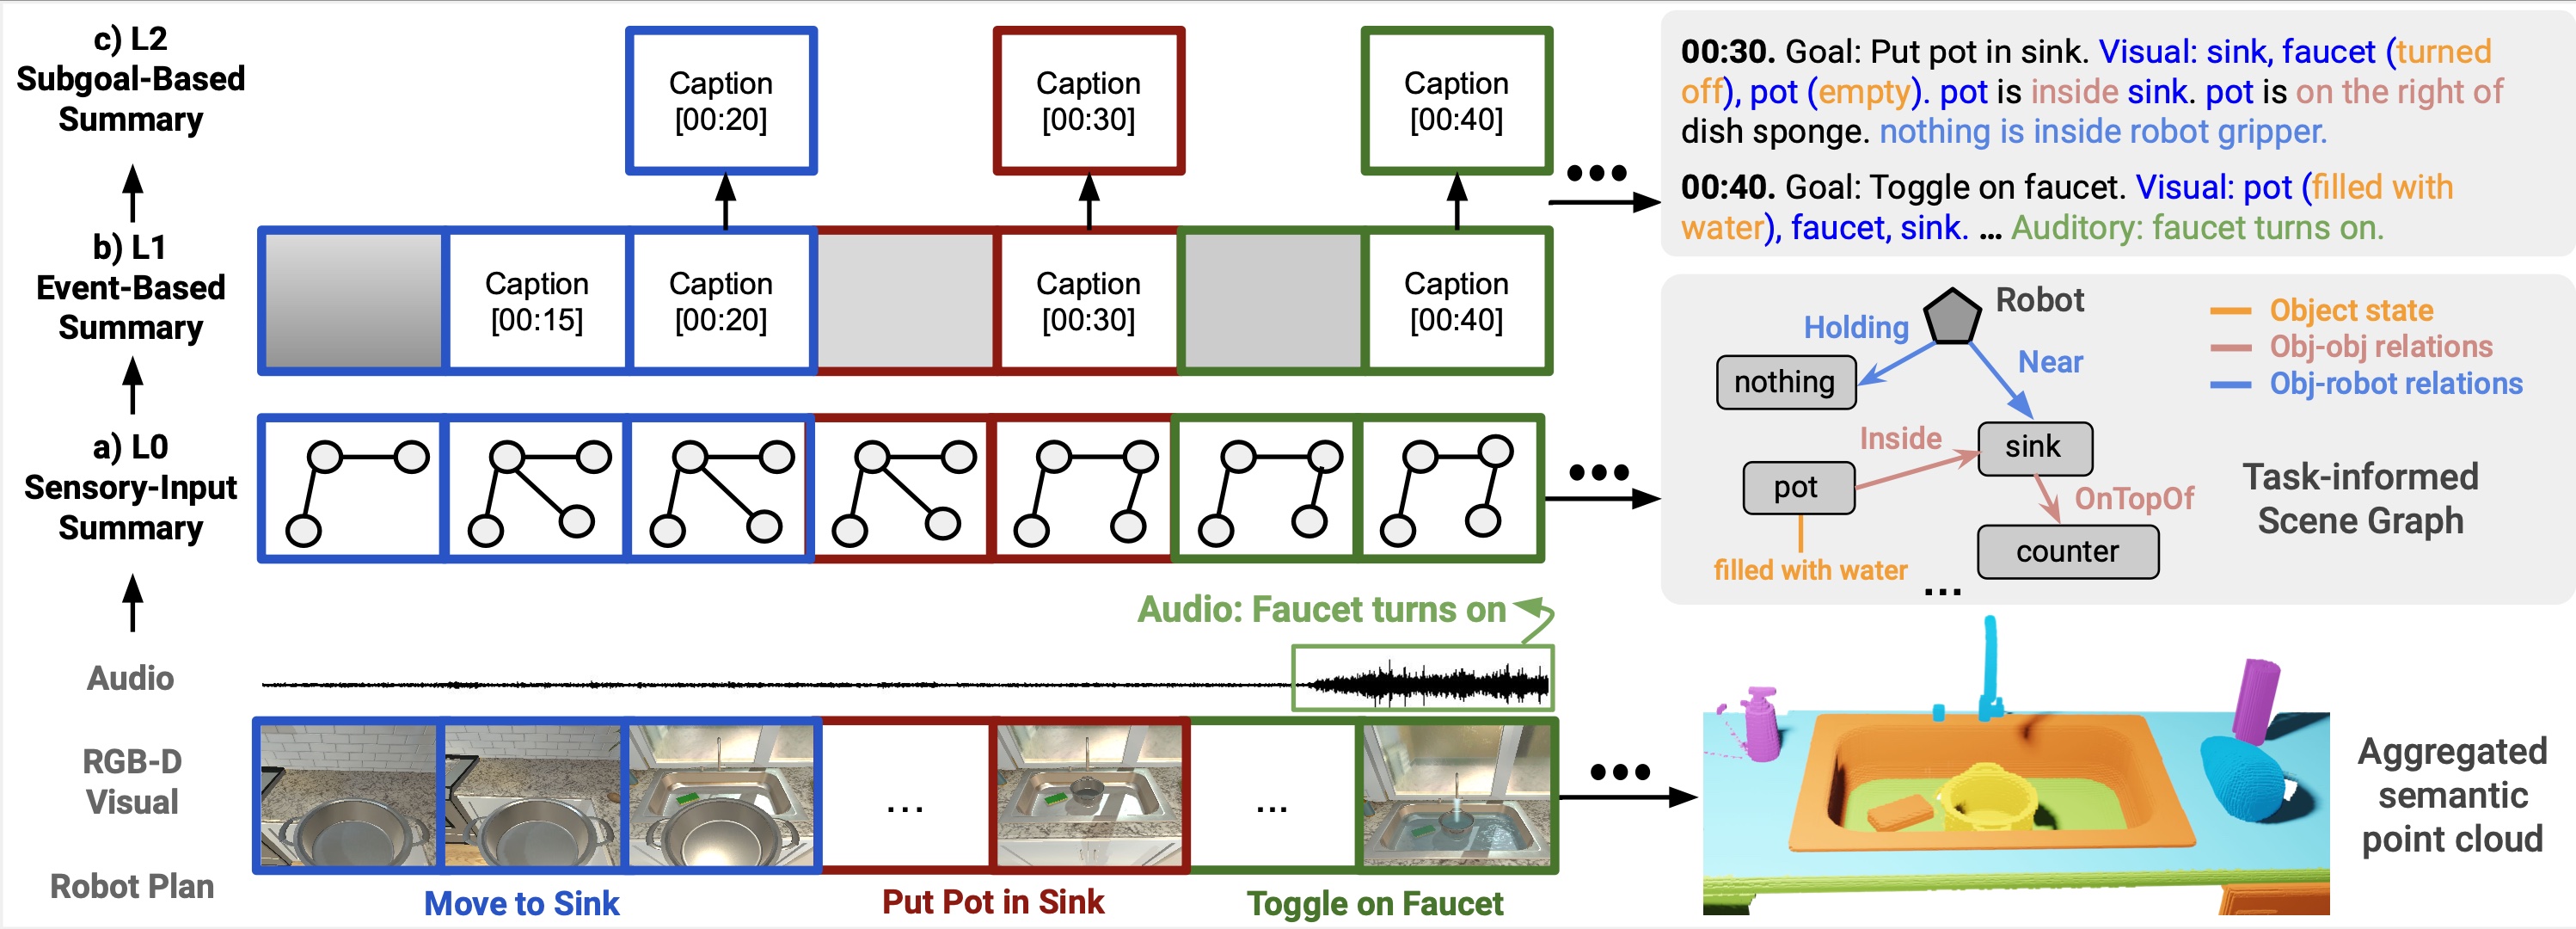 c) L2
Subgoal-Based
Summary
Caption
[00:20]
Caption
[00:30]
Caption
[00:40]
00:30. Goal: Put pot in sink. Visual: sink, faucet (turned
off), pot (empty). pot is inside sink. pot is on the right of
dish sponge. nothing is inside robot gripper.
00:40. Goal: Toggle on faucet. Visual: pot (filled with
water), faucet, sink. ... Auditory: faucet turns on.
b) L1
Event-Based
Summary
Caption
[00:15]
Caption
[00:20]
Caption
[00:30]
Caption
[00:40]
Robot
Holding
Near
nothing
Object state
Obj-obj relations
Obj-robot relations
a) L0
Sensory-Input
Summary
Inside
sink
pot
OnTopOf
counter
filled with water
...
Task-informed
Scene Graph
Audio: Faucet turns on
Audio
RGB-D
Visual
...
...
Aggregated
semantic
point cloud
Robot Plan
Move to Sink
Put Pot in Sink
Toggle on Faucet